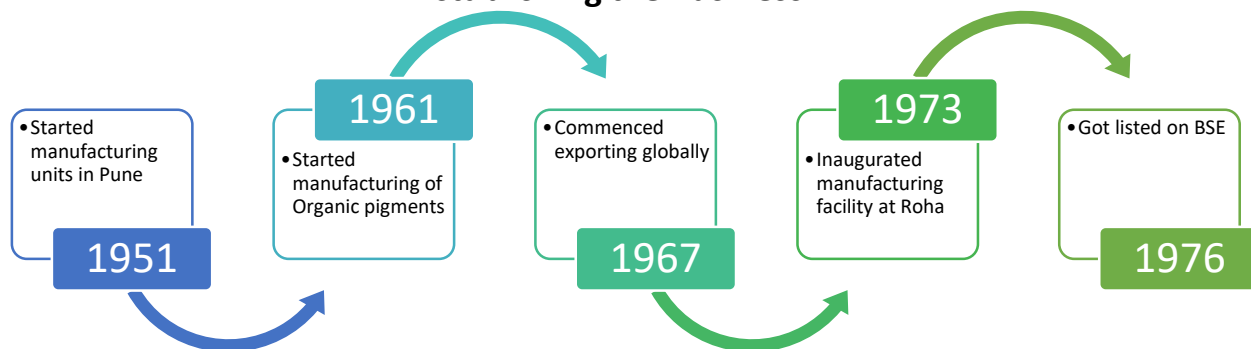 • Started
manufacturing
units in Pune
1951
1961
• Started
manufacturing of
Organic pigments
• Commenced
exporting globally
1967
1973
• Inaugurated
manufacturing
facility at Roha
• Got listed on BSE
1976